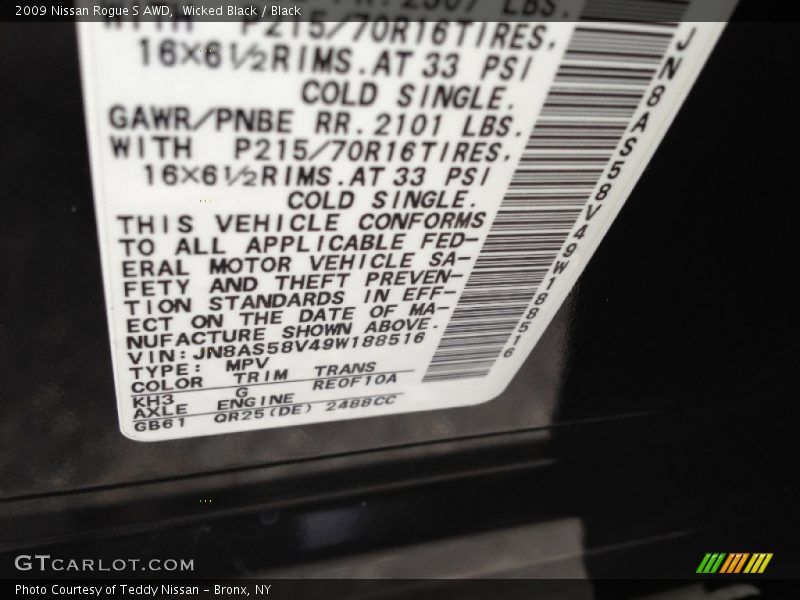 2009 Nissan Rogue S AWD, Wicked Black / Black
LBS.
WITH P215/70R16TIRES.
16X6½RIMS.AT 33 PSI
COLD SINGLE.
GAWR/PNBE RR.2101 LBS.
WITH P215/70R16TIRES.
16X6½RIMS.AT 33 PSI
COLD SINGLE.
THIS VEHICLE CONFORMS
TO ALL APPLICABLE FED-
ERAL MOTOR VEHICLE SA-
FETY AND THEFT PREVEN-
TION STANDARDS IN EFF-
ECT ON THE DATE OF MA-
NUFACTURE SHOWN ABOVE.
VIN:JN8AS58V49W188516
TYPE: MPV
COLOR TRIM TRANS
KH3 G RE0F10A
AXLE ENGINE
GB61 QR25(DE) 2488CC
JN8AS58V49W188516
GTCARLOT.COM
Photo Courtesy of Teddy Nissan - Bronx, NY